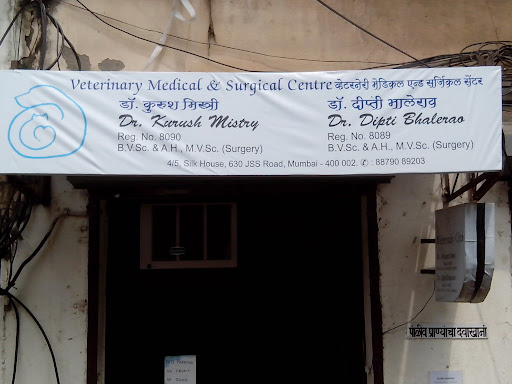 Veterinary Medical & Surgical Centre व्हेटरनेरी मेडिकल एन्ड सर्जिकल सेंटर
डॉ. कुरुश मिस्त्री
Dr. Kurush Mistry
Reg. No. 8090
B.V.Sc. & A.H., M.V.Sc. (Surgery)
डॉ. दीप्ती भालेराव
Dr. Dipti Bhalerao
Reg. No. 8089
B.V.Sc. & A.H., M.V.Sc. (Surgery)
4/5, Silk House, 630 JSS Road, Mumbai - 400 002. ✆ : 88790 89203
पाळीव प्राण्यांचा दवाखाना